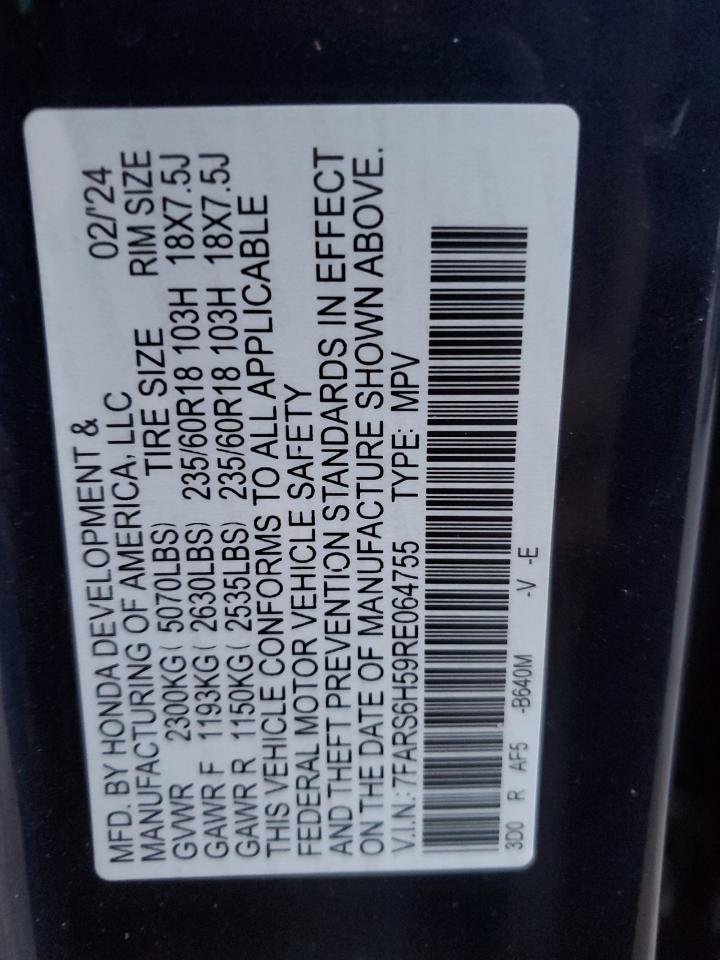 MFD. BY HONDA DEVELOPMENT &
MANUFACTURING OF AMERICA, LLC 02/'24
GVWR 2300KG( 5070LBS) TIRE SIZE RIM SIZE
GAWR F 1193KG( 2630LBS) 235/60R18 103H 18X7.5J
GAWR R 1150KG( 2535LBS) 235/60R18 103H 18X7.5J
THIS VEHICLE CONFORMS TO ALL APPLICABLE
FEDERAL MOTOR VEHICLE SAFETY
AND THEFT PREVENTION STANDARDS IN EFFECT
ON THE DATE OF MANUFACTURE SHOWN ABOVE.
V.I.N.: 7FARS6H59RE064755 TYPE: MPV
3D0 R AF5 -B640M -V -E